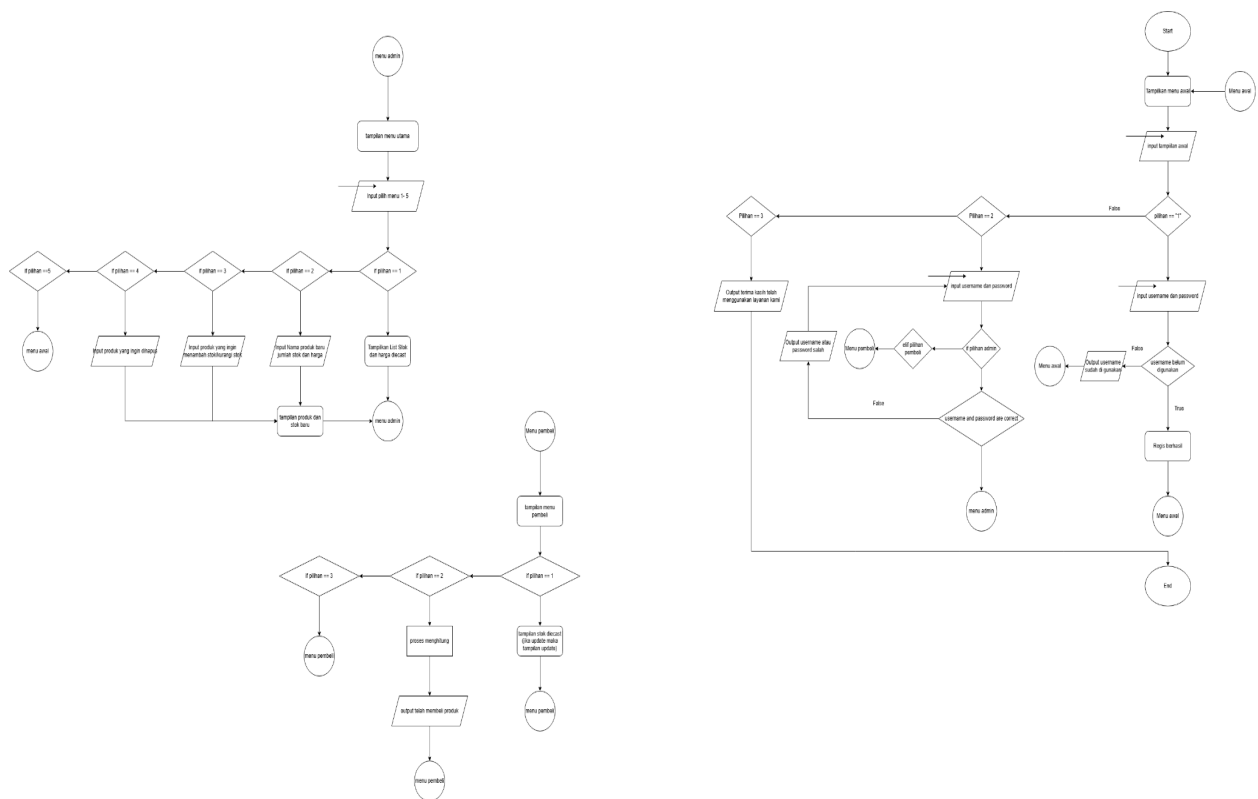 menu admin
tampilan menu utama
Input pilih menu 1- 5
If pilihan ==5
If pilihan == 4
If pilihan == 3
If pilihan == 2
If pilihan == 1
menu awal
Input produk yang ingin dihapus
Input produk yang ingin
menambah stok/kurangi stok
Input Nama produk baru
jumlah stok dan harga
Tampilkan List Stok
dan harga diecast
tampilan produk dan
stok baru
menu admin
Menu pembeli
tampilan menu
pembeli
If pilihan == 3
If pilihan == 2
If pilihan == 1
menu pembeli
proses menghitung
tampilan stok diecast
(jika update maka
tampilan update)
output telah membeli produk
menu pembeli
menu pembeli
Start
Tampilkan menu awal
Menu awal
input tampilan awal
Pilihan == 3
Pilihan == 2
False
pilihan == "1"
Output terima kasih telah
menggunakan layanan kami
input username dan password
input username dan password
Output username atau
password salah
Menu pembeli
elif pilihan
pembeli
if pilihan admin
Menu awal
Output username
sudah di gunakan
False
username belum
digunakan
False
username and password are correct
True
Regis berhasil
menu admin
Menu awal
End